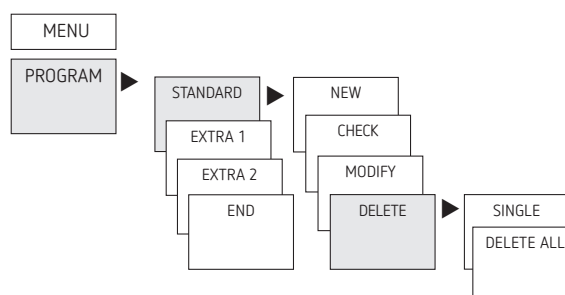 MENU
PROGRAM
STANDARD
EXTRA 1
EXTRA 2
END
NEW
CHECK
MODIFY
DELETE
SINGLE
DELETE ALL